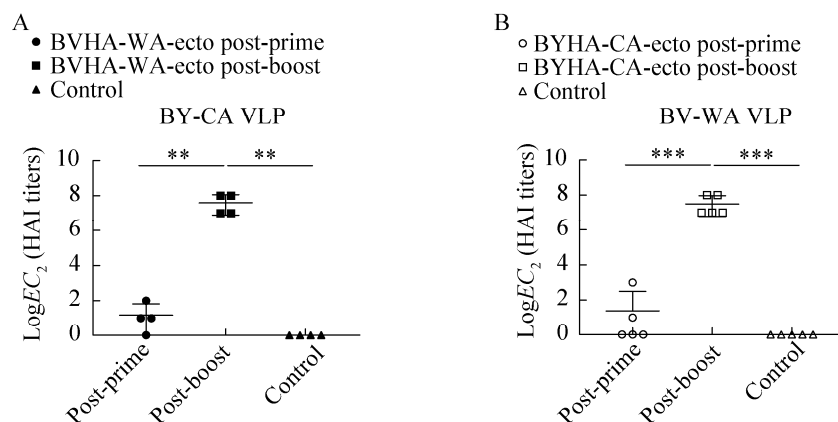 A
● BVHA-WA-ecto post-prime
■ BVHA-WA-ecto post-boost
▲ Control
BY-CA VLP
** **
10
8
6
4
2
0
LogEC₂ (HAI titers)
Post-prime
Post-boost
Control
B
○ BYHA-CA-ecto post-prime
□ BYHA-CA-ecto post-boost
△ Control
BV-WA VLP
*** ***
10
8
6
4
2
0
LogEC₂ (HAI titers)
Post-prime
Post-boost
Control